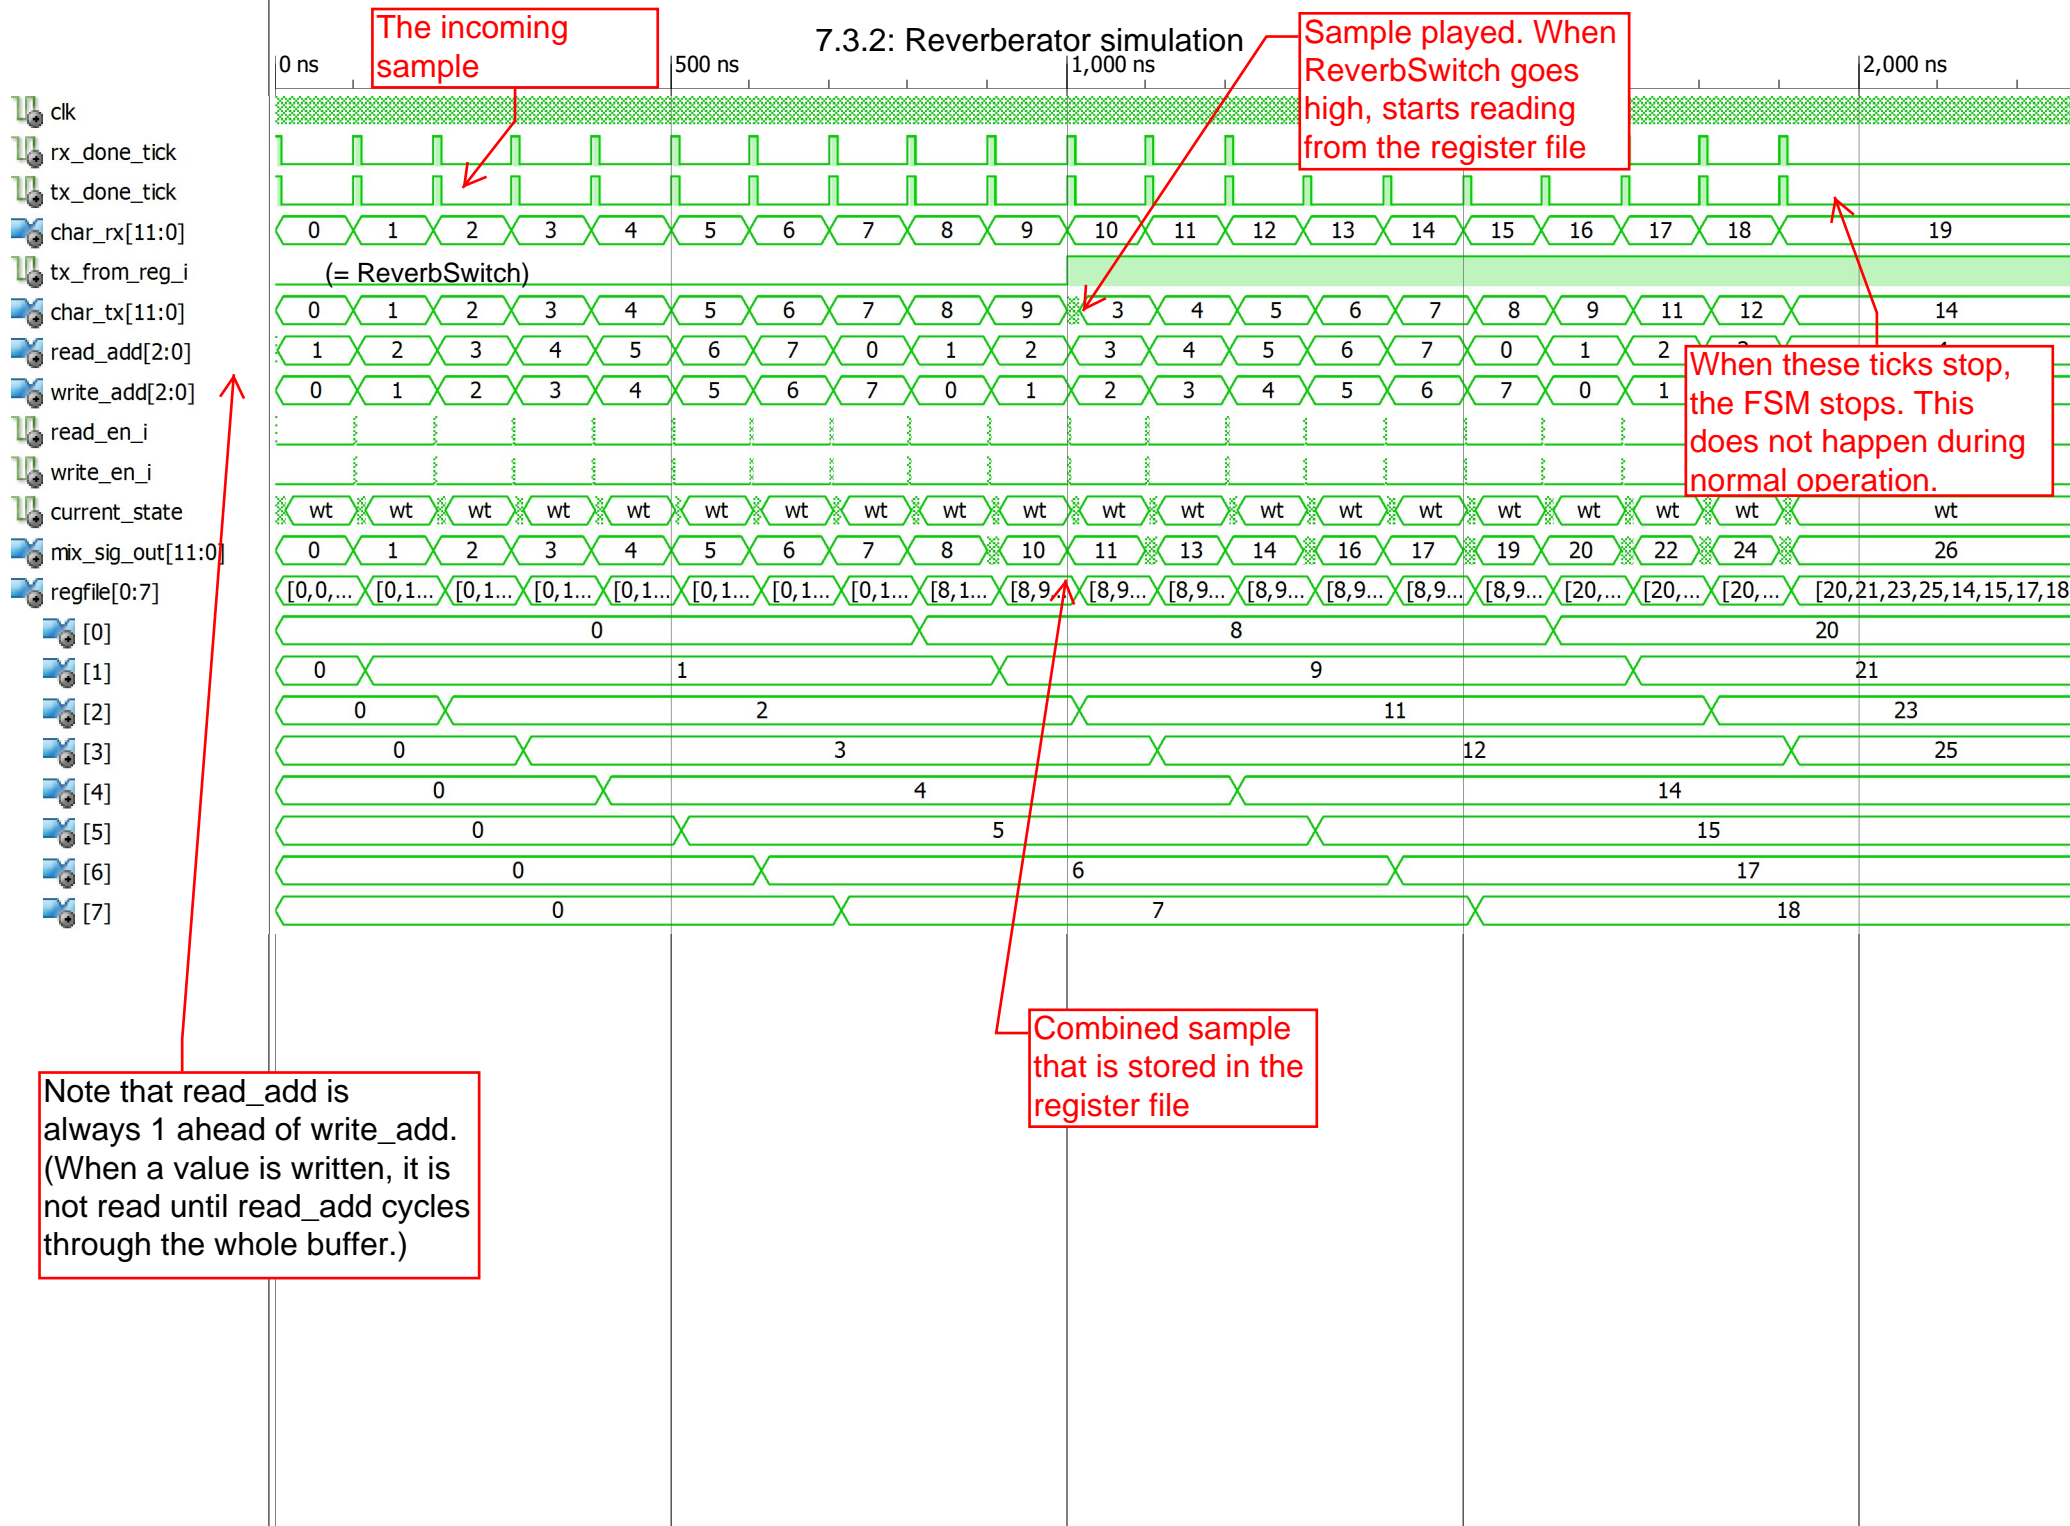 The incoming
sample
7.3.2: Reverberator simulation
Sample played. When
ReverbSwitch goes
high, starts reading
from the register file
0 ns 500 ns 1,000 ns 2,000 ns
clk
rx_done_tick
tx_done_tick
char_rx[11:0] 0 1 2 3 4 5 6 7 8 9 10 11 12 13 14 15 16 17 18 19
tx_from_reg_i (= ReverbSwitch)
char_tx[11:0] 0 1 2 3 4 5 6 7 8 9 3 4 5 6 7 8 9 11 12 14
read_add[2:0] 1 2 3 4 5 6 7 0 1 2 3 4 5 6 7 0 1 2
write_add[2:0] 0 1 2 3 4 5 6 7 0 1 2 3 4 5 6 7 0 1
When these ticks stop,
the FSM stops. This
does not happen during
normal operation.
read_en_i
write_en_i
current_state wt wt wt wt wt wt wt wt wt wt wt wt wt wt wt wt wt wt wt wt
mix_sig_out[11:0] 0 1 2 3 4 5 6 7 8 10 11 13 14 16 17 19 20 22 24 26
regfile[0:7] [0,0,... [0,1... [0,1... [0,1... [0,1... [0,1... [0,1... [0,1... [8,1... [8,9... [8,9... [8,9... [8,9... [8,9... [8,9... [8,9... [20,... [20,... [20,... [20,21,23,25,14,15,17,18
[0] 0 8 20
[1] 0 1 9 21
[2] 0 2 11 23
[3] 0 3 12 25
[4] 0 4 14
[5] 0 5 15
[6] 0 6 17
[7] 0 7 18
Combined sample
that is stored in the
register file
Note that read_add is
always 1 ahead of write_add.
(When a value is written, it is
not read until read_add cycles
through the whole buffer.)